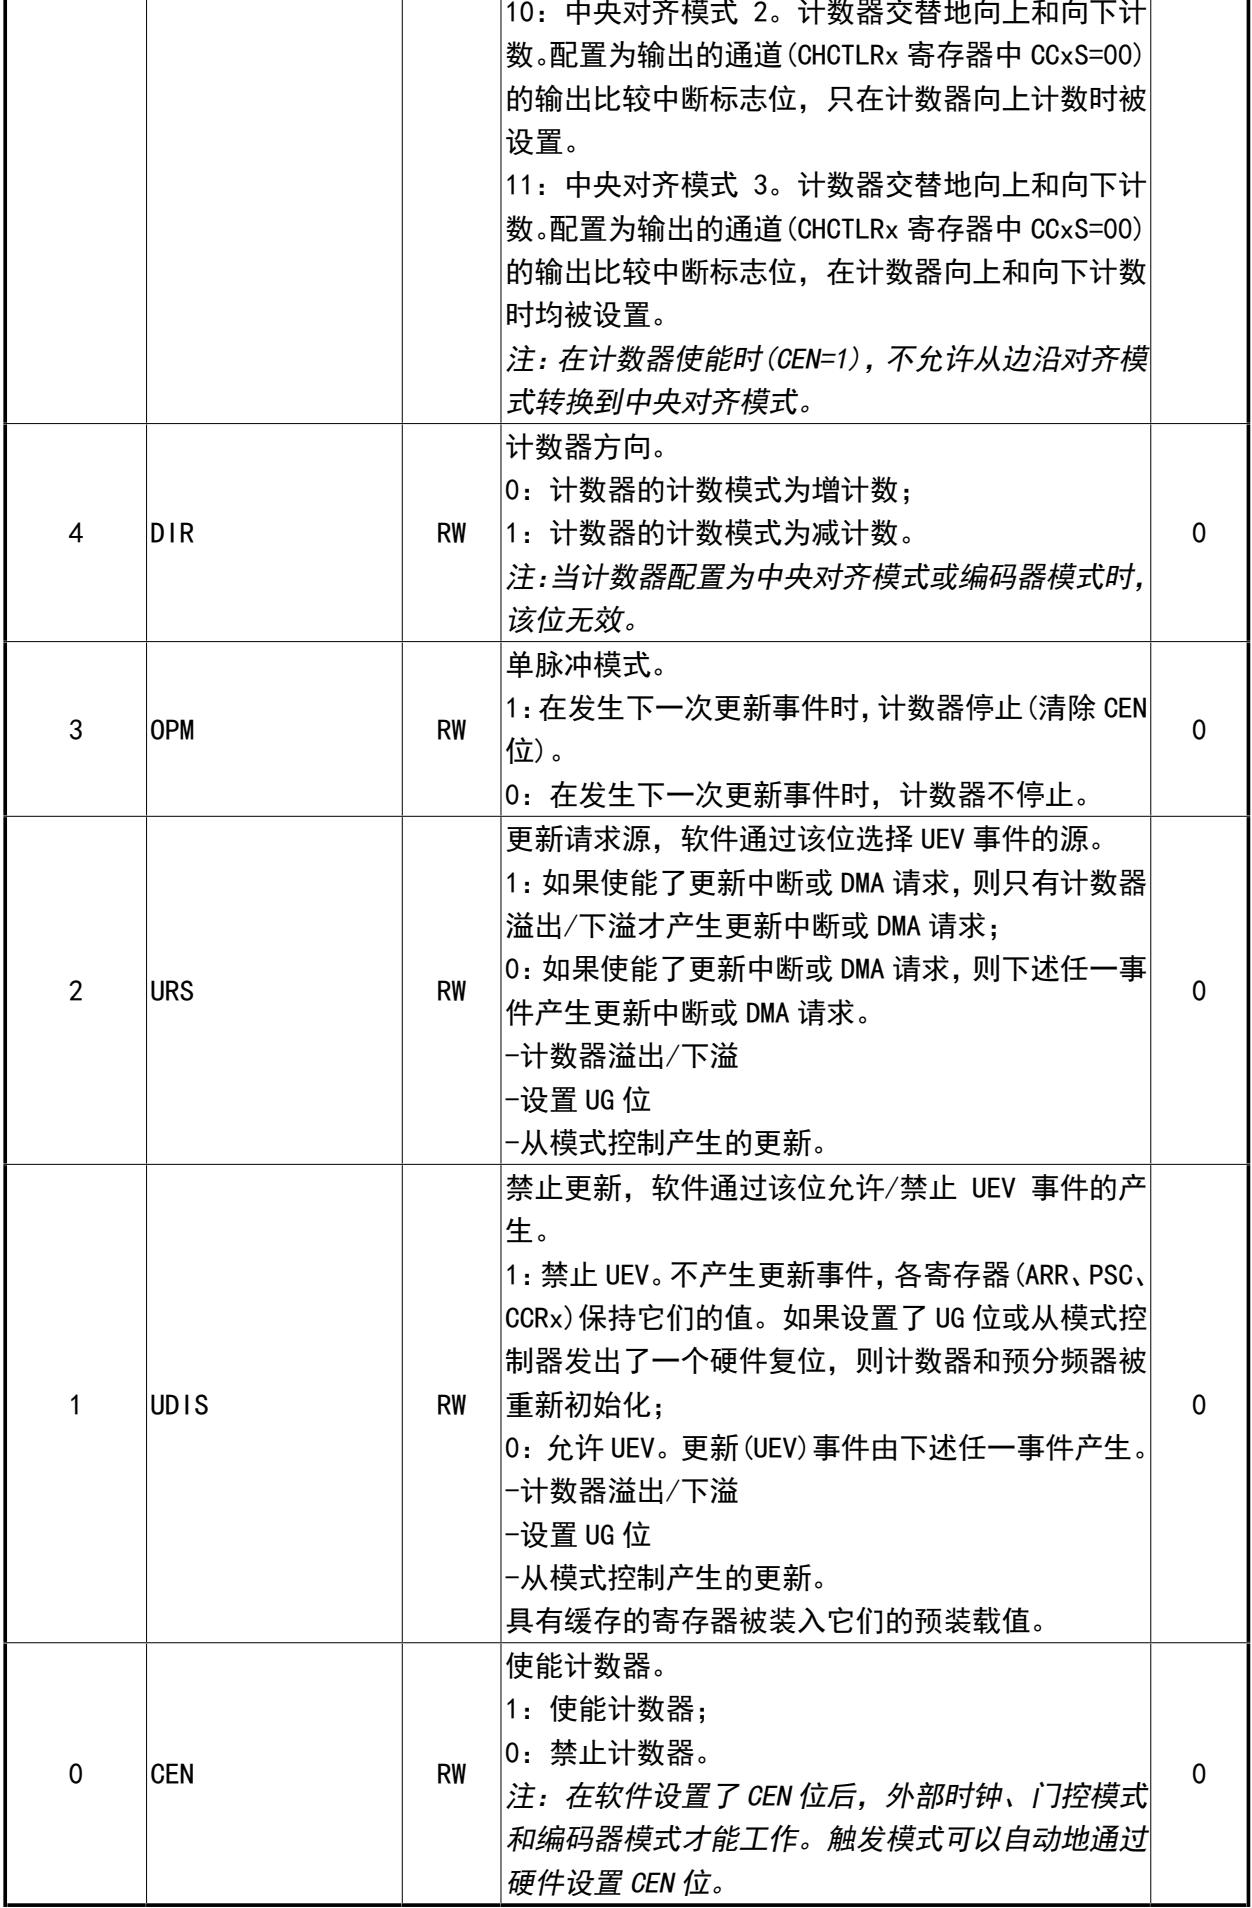 10：中央对齐模式 2。计数器交替地向上和向下计
数。配置为输出的通道(CHCTLRx 寄存器中 CCxS=00)
的输出比较中断标志位，只在计数器向上计数时被
设置。
11：中央对齐模式 3。计数器交替地向上和向下计
数。配置为输出的通道(CHCTLRx 寄存器中 CCxS=00)
的输出比较中断标志位，在计数器向上和向下计数
时均被设置。
注：在计数器使能时(CEN=1)，不允许从边沿对齐模
式转换到中央对齐模式。
4 DIR RW 0
计数器方向。
0：计数器的计数模式为增计数；
1：计数器的计数模式为减计数。
注：当计数器配置为中央对齐模式或编码器模式时，
该位无效。
3 OPM RW 0
单脉冲模式。
1：在发生下一次更新事件时，计数器停止(清除 CEN
位)。
0：在发生下一次更新事件时，计数器不停止。
2 URS RW 0
更新请求源，软件通过该位选择 UEV 事件的源。
1：如果使能了更新中断或 DMA 请求，则只有计数器
溢出/下溢才产生更新中断或 DMA 请求；
0：如果使能了更新中断或 DMA 请求，则下述任一事
件产生更新中断或 DMA 请求。
-计数器溢出/下溢
-设置 UG 位
-从模式控制产生的更新。
1 UDIS RW 0
禁止更新，软件通过该位允许/禁止 UEV 事件的产
生。
1：禁止 UEV。不产生更新事件，各寄存器(ARR、PSC、
CCRx)保持它们的值。如果设置了 UG 位或从模式控
制器发出了一个硬件复位，则计数器和预分频器被
重新初始化；
0：允许 UEV。更新(UEV)事件由下述任一事件产生。
-计数器溢出/下溢
-设置 UG 位
-从模式控制产生的更新。
具有缓存的寄存器被装入它们的预装载值。
0 CEN RW 0
使能计数器。
1：使能计数器；
0：禁止计数器。
注：在软件设置了 CEN 位后，外部时钟、门控模式
和编码器模式才能工作。触发模式可以自动地通过
硬件设置 CEN 位。